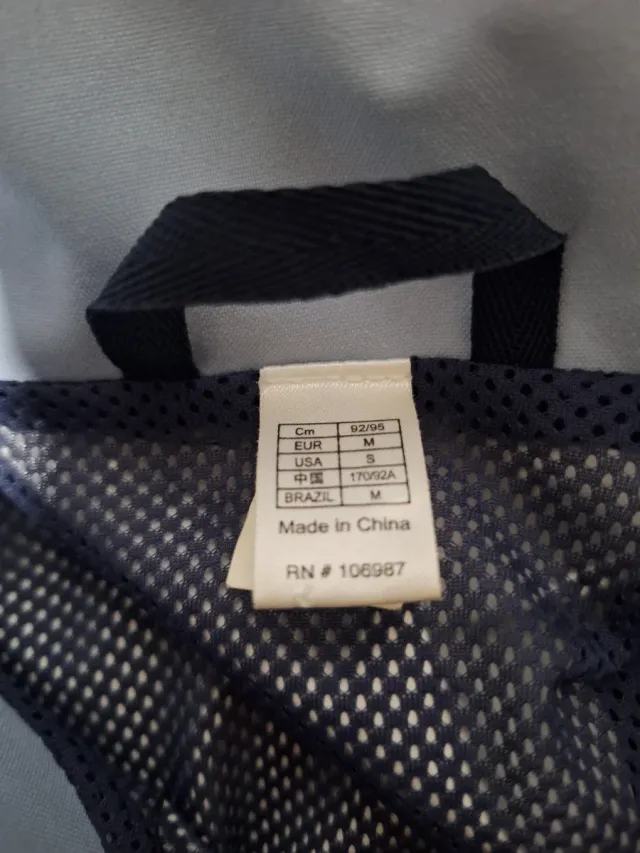 Cm 92/95
EUR M
USA S
中国 170/92A
BRAZIL M
Made in China
RN # 106987